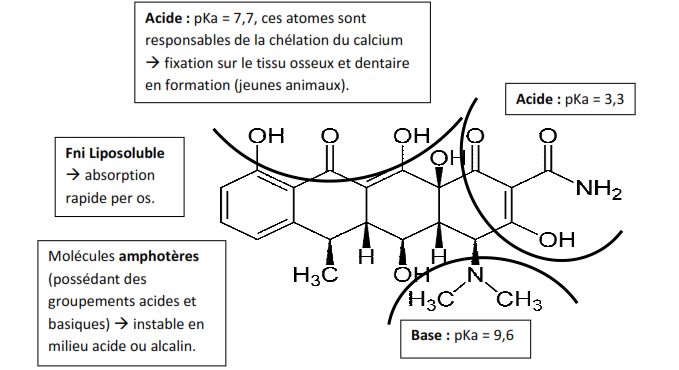 Acide : pKa = 7,7, ces atomes sont
responsables de la chélation du calcium
→ fixation sur le tissu osseux et dentaire
en formation (jeunes animaux).
Acide : pKa = 3,3
Fni Liposoluble
→ absorption
rapide per os.
Molécules amphotères
(possédant des
groupements acides et
basiques) → instable en
milieu acide ou alcalin.
OH O OH O O
OH
NH2
OH
H H
H3C OH N
H3C CH3
Base : pKa = 9,6